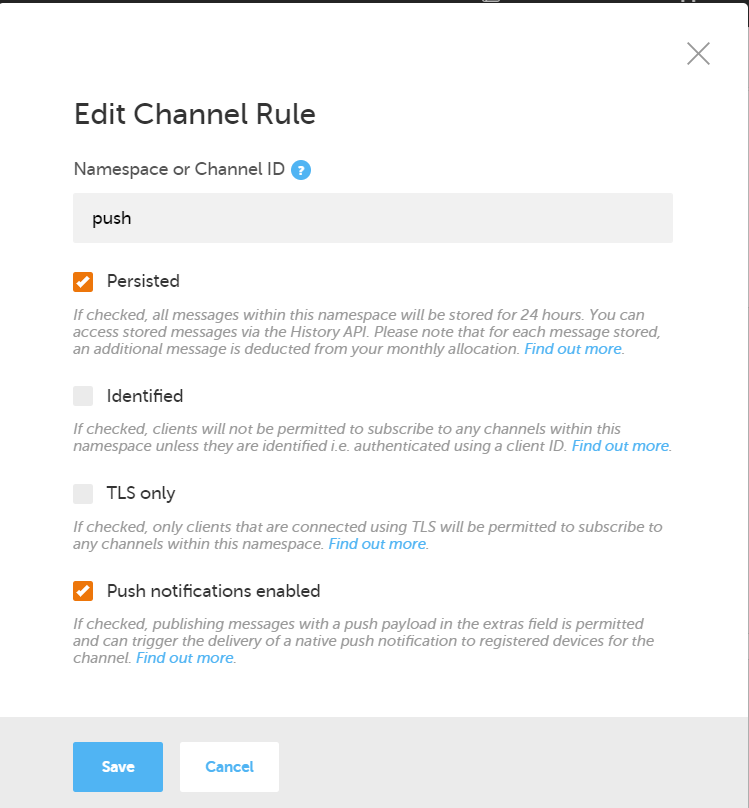 Edit Channel Rule
Namespace or Channel ID ?
push
Persisted
If checked, all messages within this namespace will be stored for 24 hours. You can
access stored messages via the History API. Please note that for each message stored,
an additional message is deducted from your monthly allocation. Find out more.
Identified
If checked, clients will not be permitted to subscribe to any channels within this
namespace unless they are identified i.e. authenticated using a client ID. Find out more.
TLS only
If checked, only clients that are connected using TLS will be permitted to subscribe to
any channels within this namespace. Find out more.
Push notifications enabled
If checked, publishing messages with a push payload in the extras field is permitted
and can trigger the delivery of a native push notification to registered devices for the
channel. Find out more.
Save
Cancel